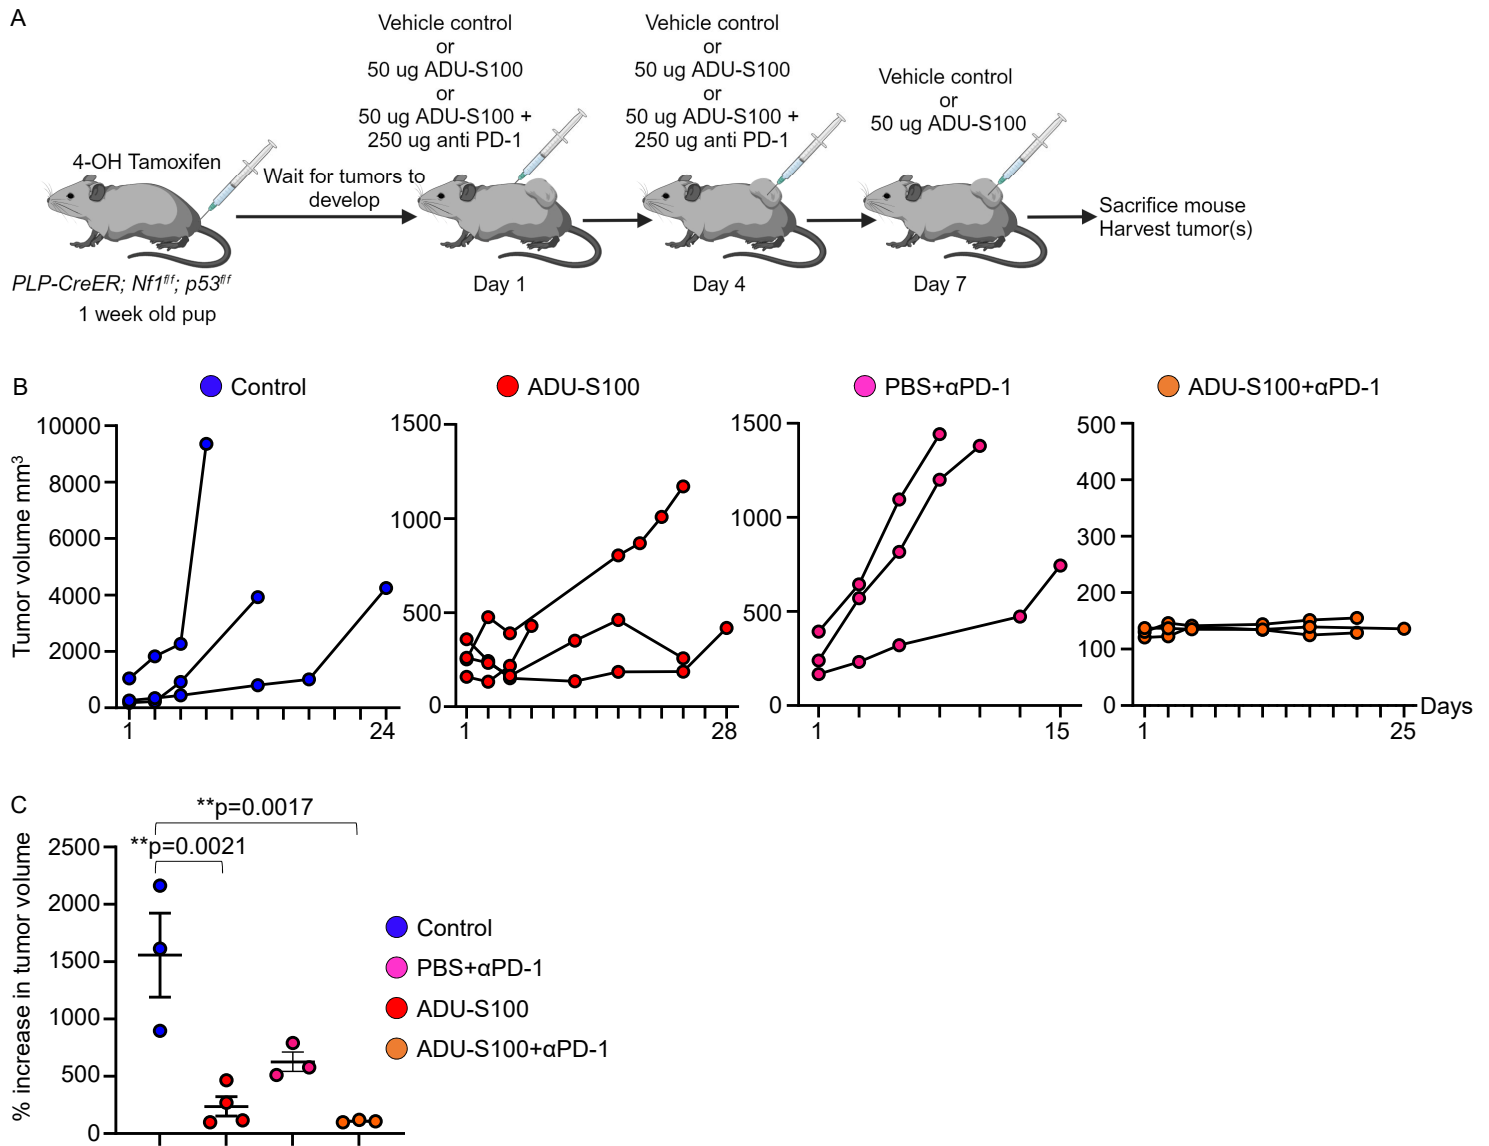 A
Vehicle control
or
50 ug ADU-S100
or
50 ug ADU-S100 +
250 ug anti PD-1
Vehicle control
or
50 ug ADU-S100
or
50 ug ADU-S100 +
250 ug anti PD-1
Vehicle control
or
50 ug ADU-S100
4-OH Tamoxifen
Wait for tumors to
develop
Sacrifice mouse
Harvest tumor(s)
PLP-CreER; Nf1f/f; p53f/f
1 week old pup
Day 1
Day 4
Day 7
B
Control
ADU-S100
PBS+αPD-1
ADU-S100+αPD-1
Tumor volume mm³
10000
8000
6000
4000
2000
0
1
24
1500
1000
500
0
1
28
1500
1000
500
0
1
15
500
400
300
200
100
0
1
25
Days
C
% increase in tumor volume
**p=0.0017
**p=0.0021
2500
2000
1500
1000
500
0
Control
PBS+αPD-1
ADU-S100
ADU-S100+αPD-1